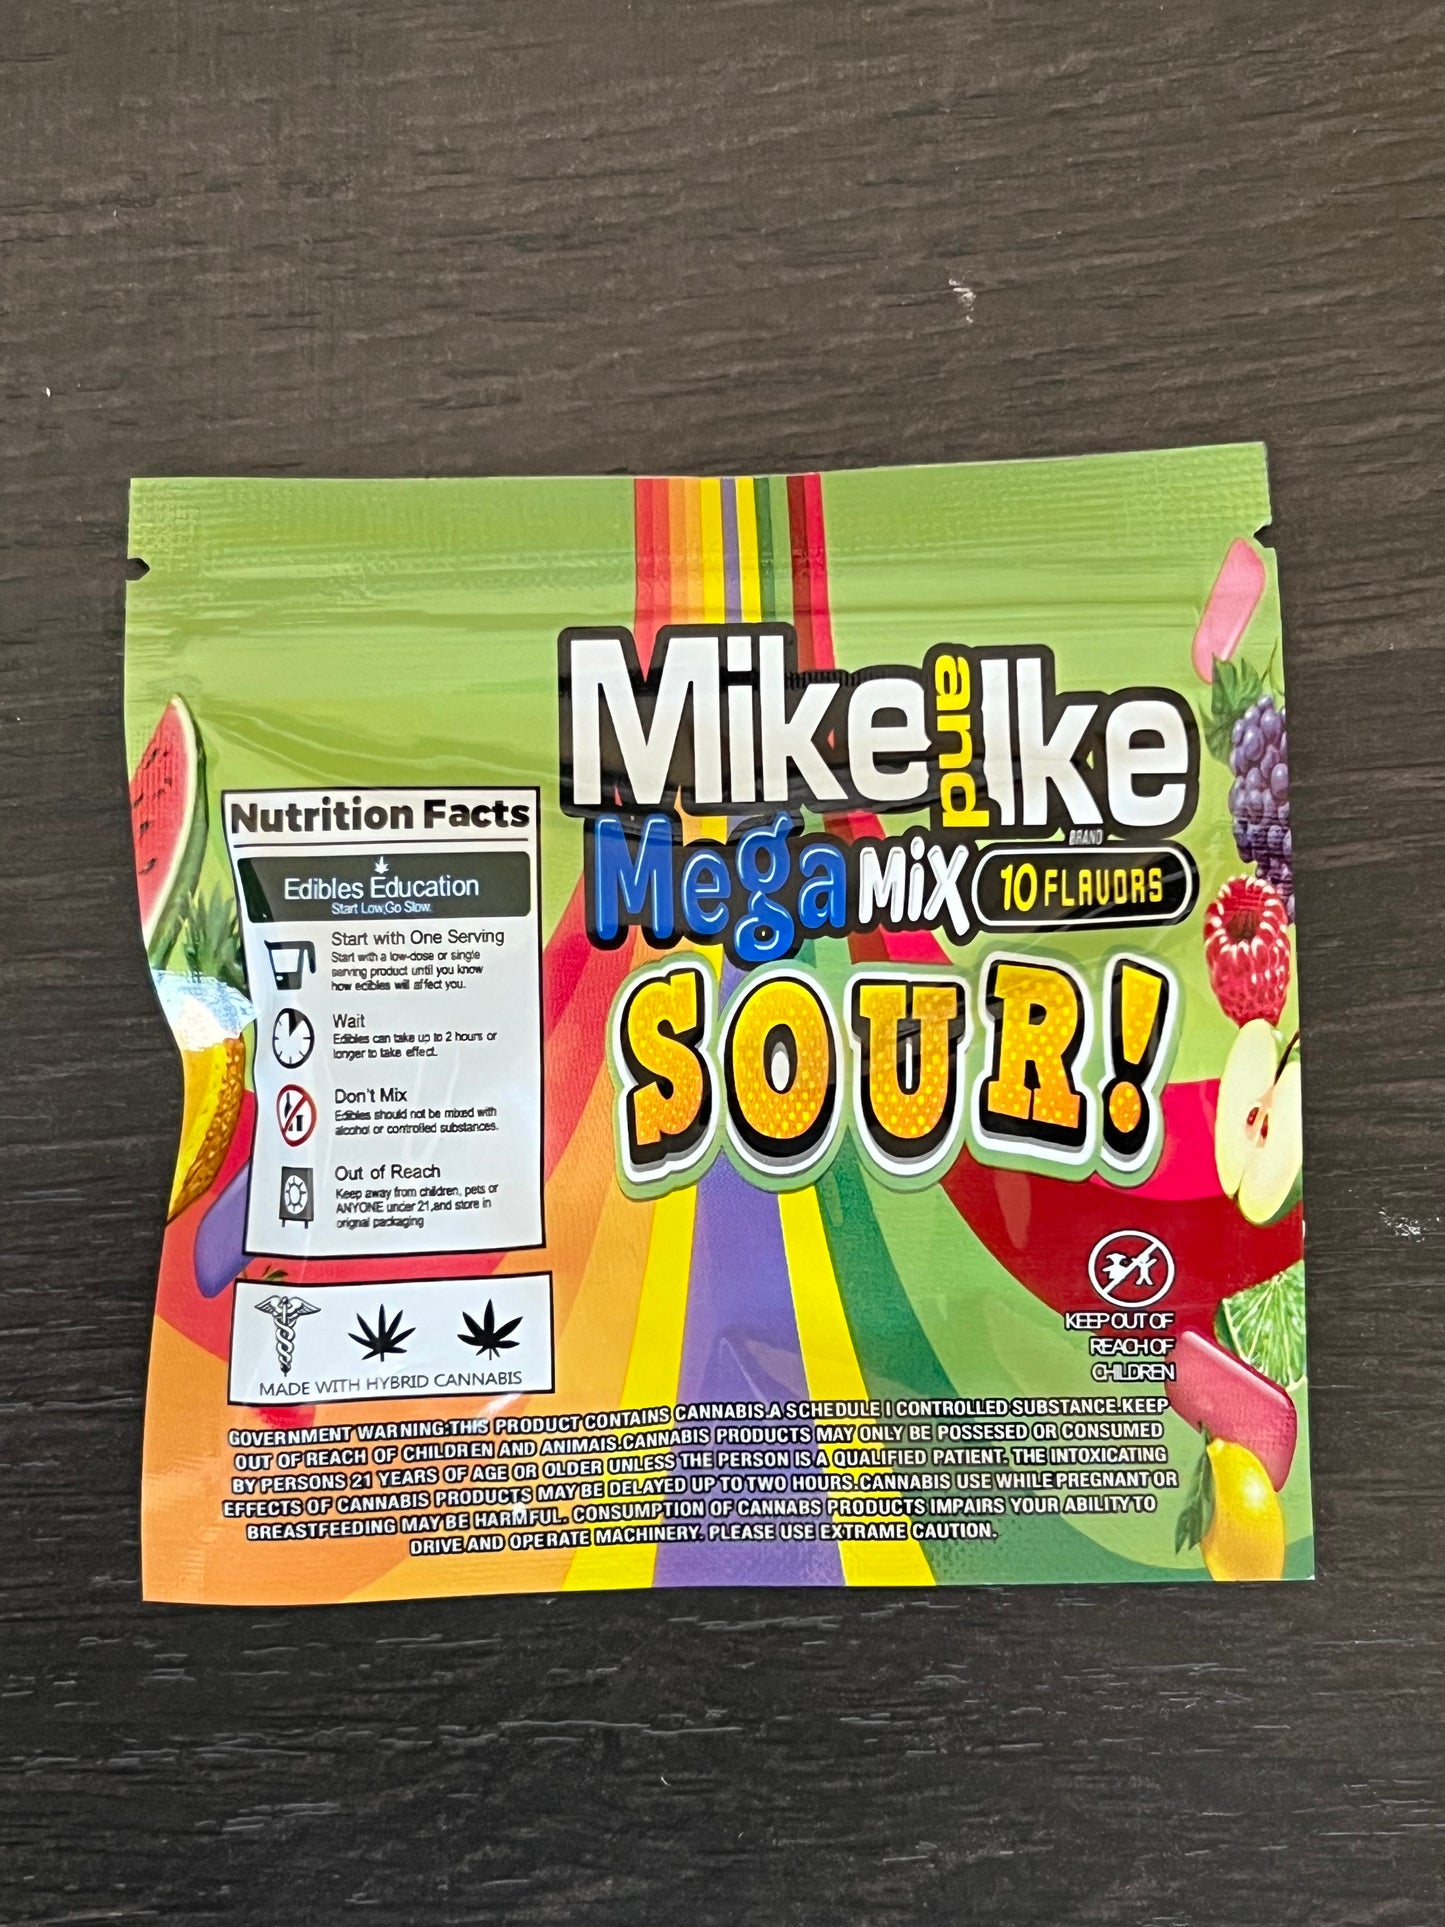 Mike and Ike
BRAND
Mega MiX 10 FLAVORS
SOUR!
Nutrition Facts
Edibles Education
Start Low,Go Slow.
Start with One Serving
Start with a low-dose or single
serving product until you know
how edibles will affect you.
Wait
Edibles can take up to 2 hours or
longer to take effect.
Don't Mix
Edibles should not be mixed with
alcohol or controlled substances.
Out of Reach
Keep away from children, pets or
ANYONE under 21,and store in
orignal packaging
MADE WITH HYBRID CANNABIS
KEEP OUT OF
REACH OF
CHILDREN
GOVERNMENT WARNING:THIS PRODUCT CONTAINS CANNABIS.A SCHEDULE I CONTROLLED SUBSTANCE.KEEP
OUT OF REACH OF CHILDREN AND ANIMAIS.CANNABIS PRODUCTS MAY ONLY BE POSSESED OR CONSUMED
BY PERSONS 21 YEARS OF AGE OR OLDER UNLESS THE PERSON IS A QUALIFIED PATIENT. THE INTOXICATING
EFFECTS OF CANNABIS PRODUCTS MAY BE DELAYED UP TO TWO HOURS.CANNABIS USE WHILE PREGNANT OR
BREASTFEEDING MAY BE HARMFUL. CONSUMPTION OF CANNABS PRODUCTS IMPAIRS YOUR ABILITY TO
DRIVE AND OPERATE MACHINERY. PLEASE USE EXTRAME CAUTION.